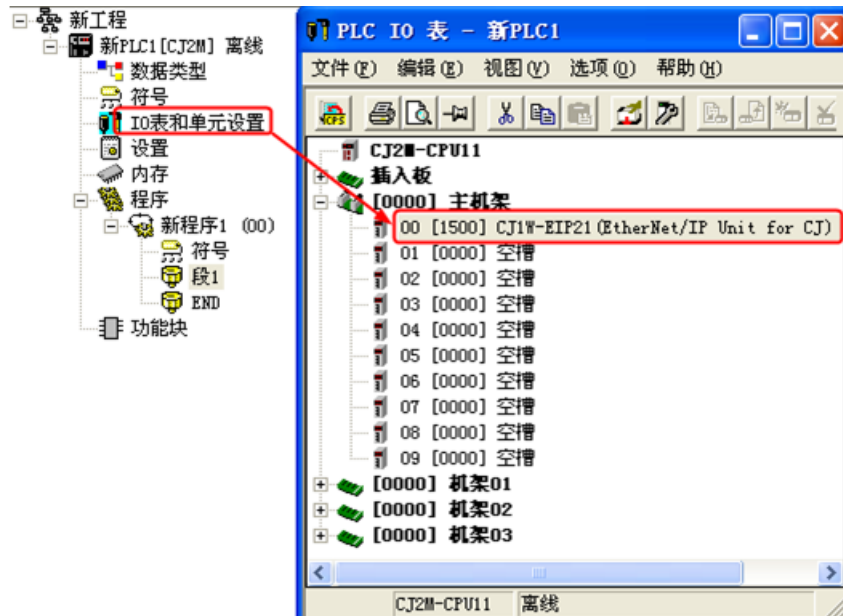 新工程
新PLC1[CJ2M] 离线
数据类型
符号
IO表和单元设置
设置
内存
程序
新程序1 (00)
符号
段1
END
功能块
PLC IO 表 - 新PLC1
文件(F) 编辑(E) 视图(V) 选项(O) 帮助(H)
CJ2M-CPU11
插入板
[0000] 主机架
00 [1500] CJ1W-EIP21(EtherNet/IP Unit for CJ)
01 [0000] 空槽
02 [0000] 空槽
03 [0000] 空槽
04 [0000] 空槽
05 [0000] 空槽
06 [0000] 空槽
07 [0000] 空槽
08 [0000] 空槽
09 [0000] 空槽
[0000] 机架01
[0000] 机架02
[0000] 机架03
CJ2M-CPU11 离线